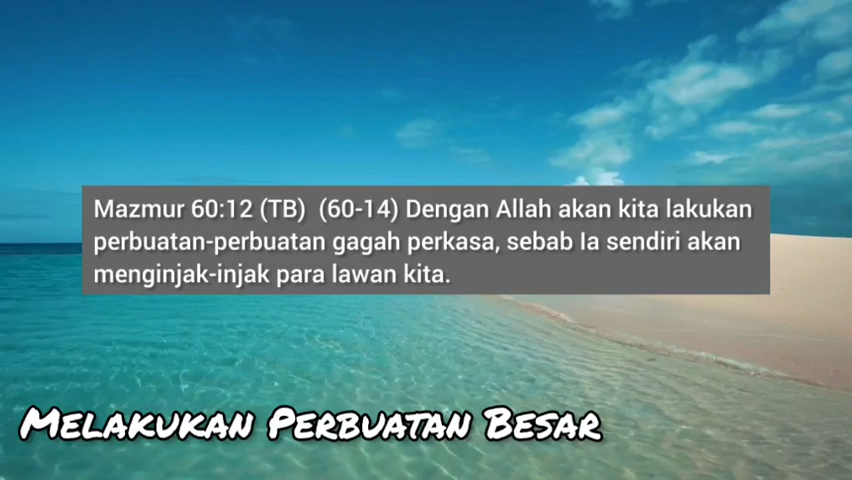 Mazmur 60:12 (TB) (60-14) Dengan Allah akan kita lakukan
perbuatan-perbuatan gagah perkasa, sebab Ia sendiri akan
menginjak-injak para lawan kita.
Melakukan Perbuatan Besar